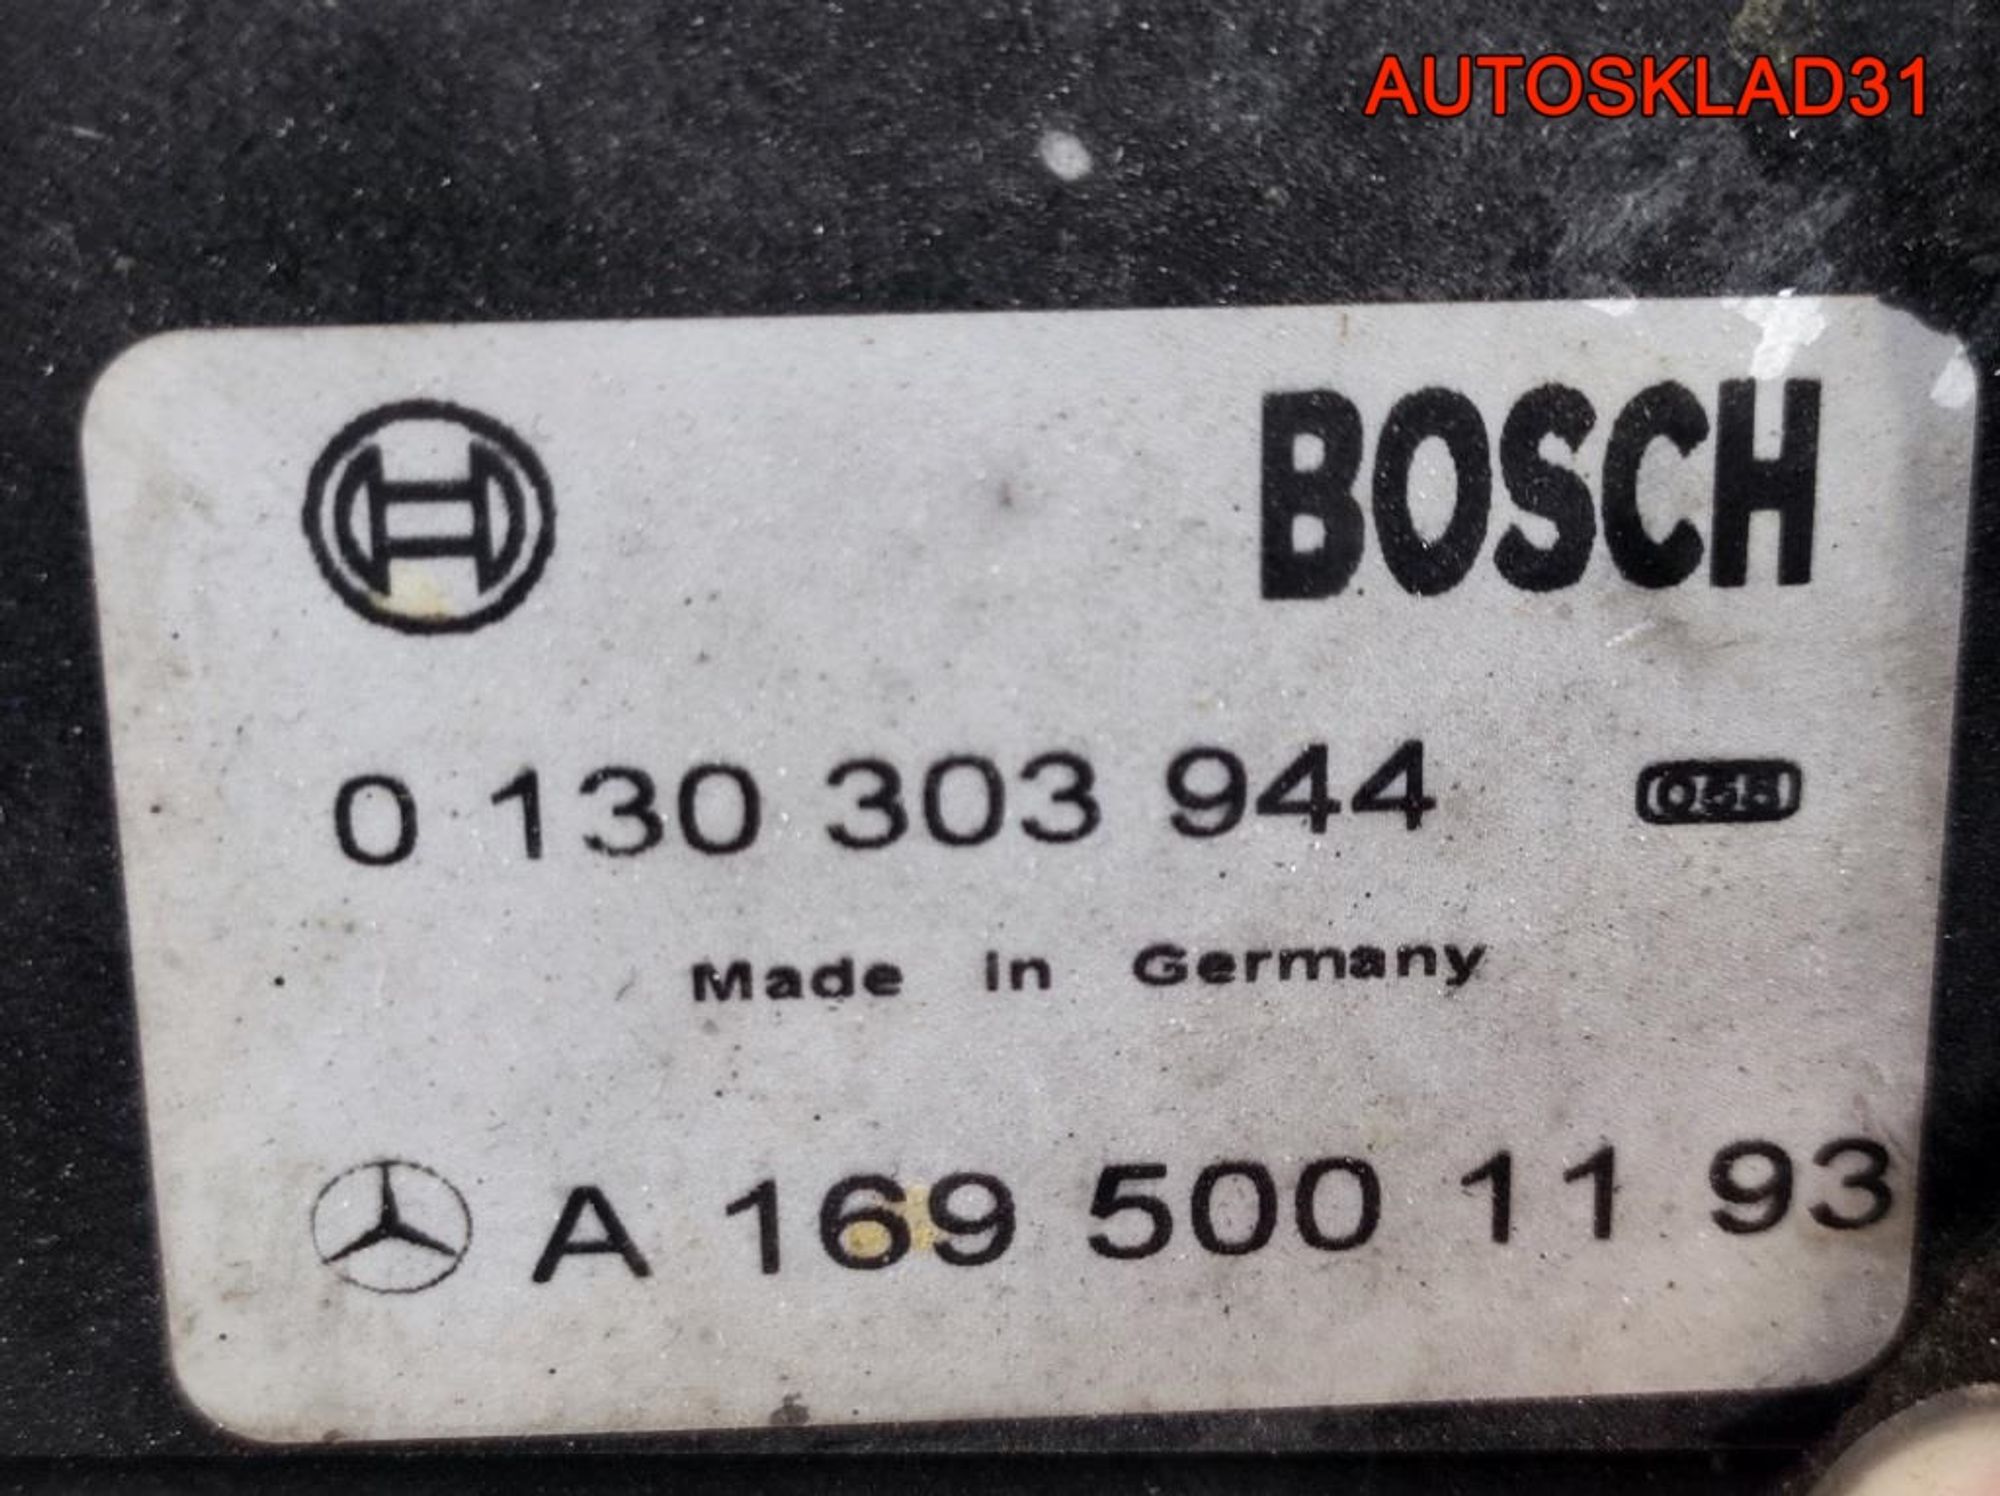 AUTOSKLAD31
BOSCH
0 130 303 944
Made in Germany
A 169 500 11 93